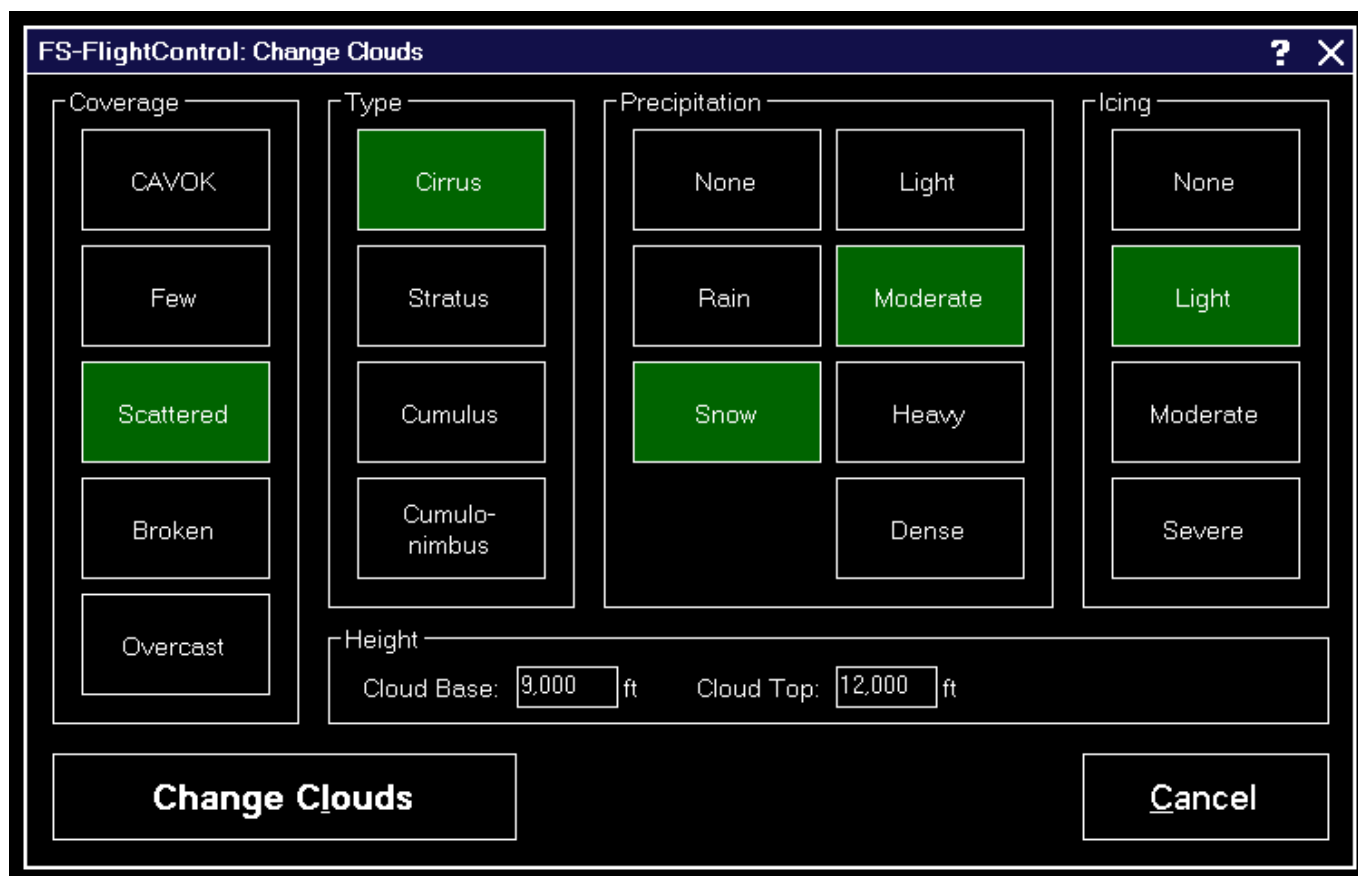 FS-FlightControl: Change Clouds ? X
Coverage
CAVOK
Few
Scattered
Broken
Overcast
Type
Cirrus
Stratus
Cumulus
Cumulo-
nimbus
Precipitation
None
Light
Rain
Moderate
Snow
Heavy
Dense
Icing
None
Light
Moderate
Severe
Height
Cloud Base: 9,000 ft Cloud Top: 12,000 ft
Change Clouds
Cancel